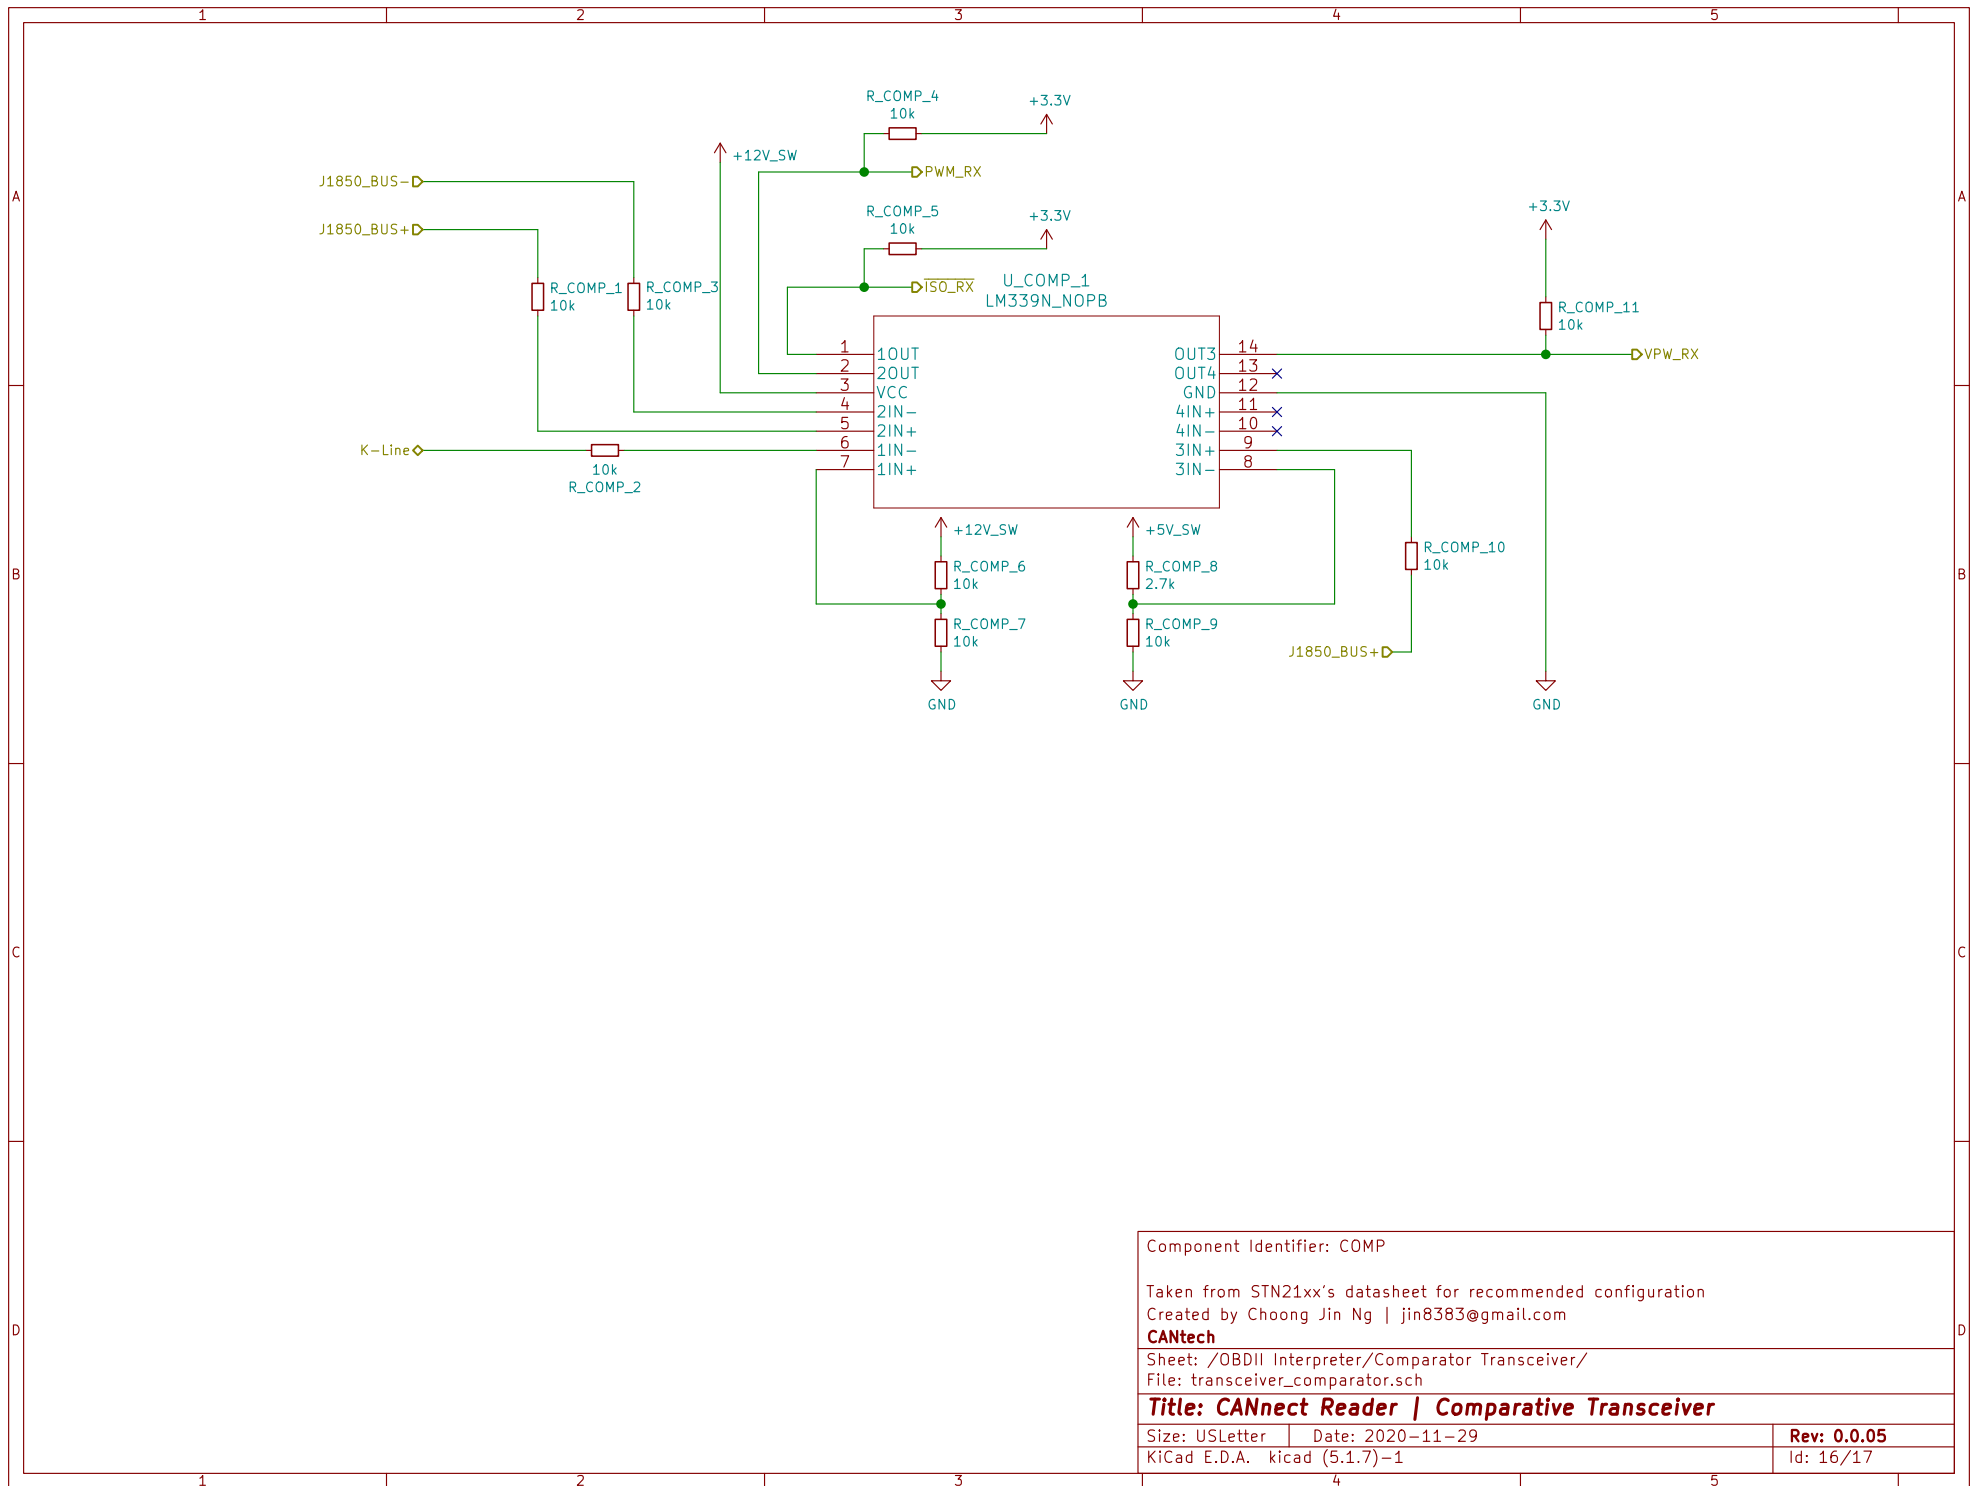 1 2 3 4 5
A
B
C
D
A
B
C
D
R_COMP_4
10k
+3.3V
+12V_SW
PWM_RX
J1850_BUS-
J1850_BUS+
R_COMP_5
10k
+3.3V
ISO_RX
R_COMP_1
10k
R_COMP_3
10k
U_COMP_1
LM339N_NOPB
+3.3V
R_COMP_11
10k
VPW_RX
1 1OUT
2 2OUT
3 VCC
4 2IN-
5 2IN+
6 1IN-
7 1IN+
OUT3 14
OUT4 13
GND 12
4IN+ 11
4IN- 10
3IN+ 9
3IN- 8
K-Line
10k
R_COMP_2
+12V_SW
R_COMP_6
10k
R_COMP_7
10k
GND
+5V_SW
R_COMP_8
2.7k
R_COMP_9
10k
GND
R_COMP_10
10k
J1850_BUS+
GND
Component Identifier: COMP
Taken from STN21xx's datasheet for recommended configuration
Created by Choong Jin Ng | jin8383@gmail.com
CANtech
Sheet: /OBDII Interpreter/Comparator Transceiver/
File: transceiver_comparator.sch
Title: CANnect Reader | Comparative Transceiver
Size: USLetter Date: 2020-11-29 Rev: 0.0.05
KiCad E.D.A. kicad (5.1.7)-1 Id: 16/17
1 2 3 4 5